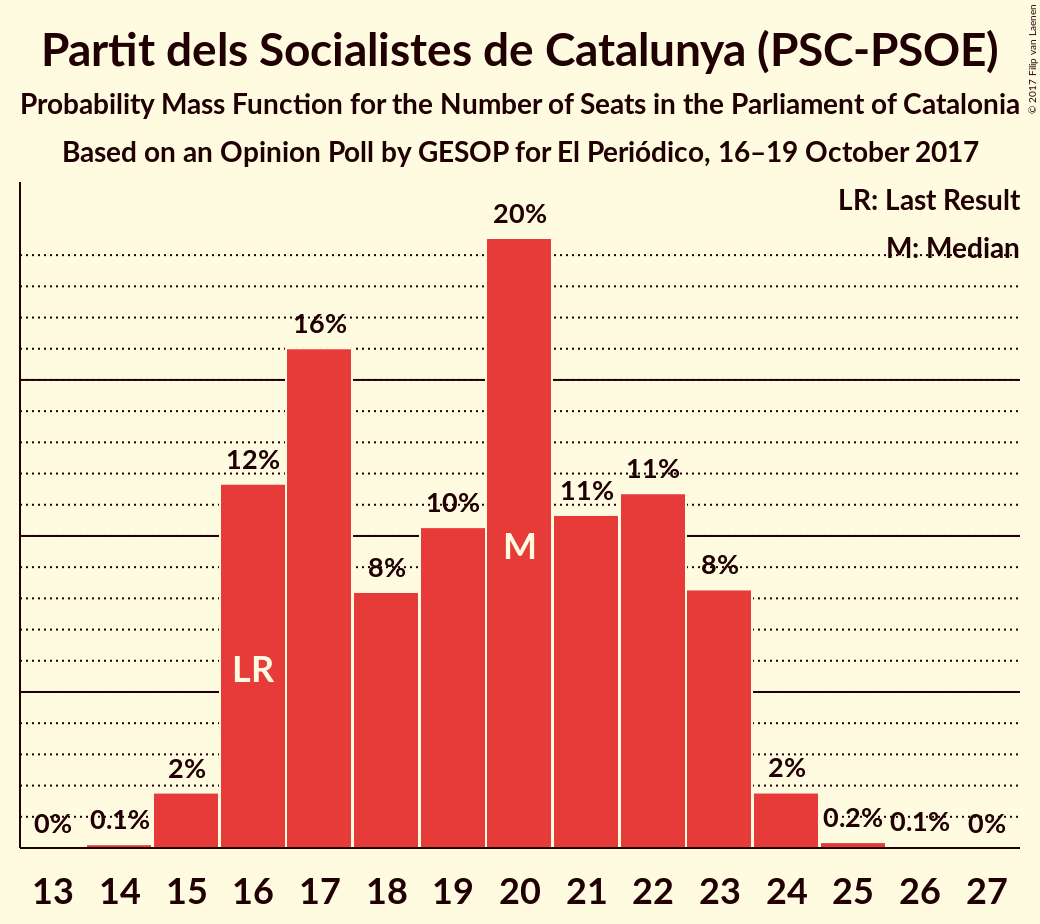 Partit dels Socialistes de Catalunya (PSC-PSOE)
Probability Mass Function for the Number of Seats in the Parliament of Catalonia
Based on an Opinion Poll by GESOP for El Periódico, 16–19 October 2017
© 2017 Filip van Laenen
LR: Last Result
M: Median
0% 0.1% 2% 12% 16% 8% 10% 20% 11% 11% 8% 2% 0.2% 0.1% 0%
LR M
13 14 15 16 17 18 19 20 21 22 23 24 25 26 27